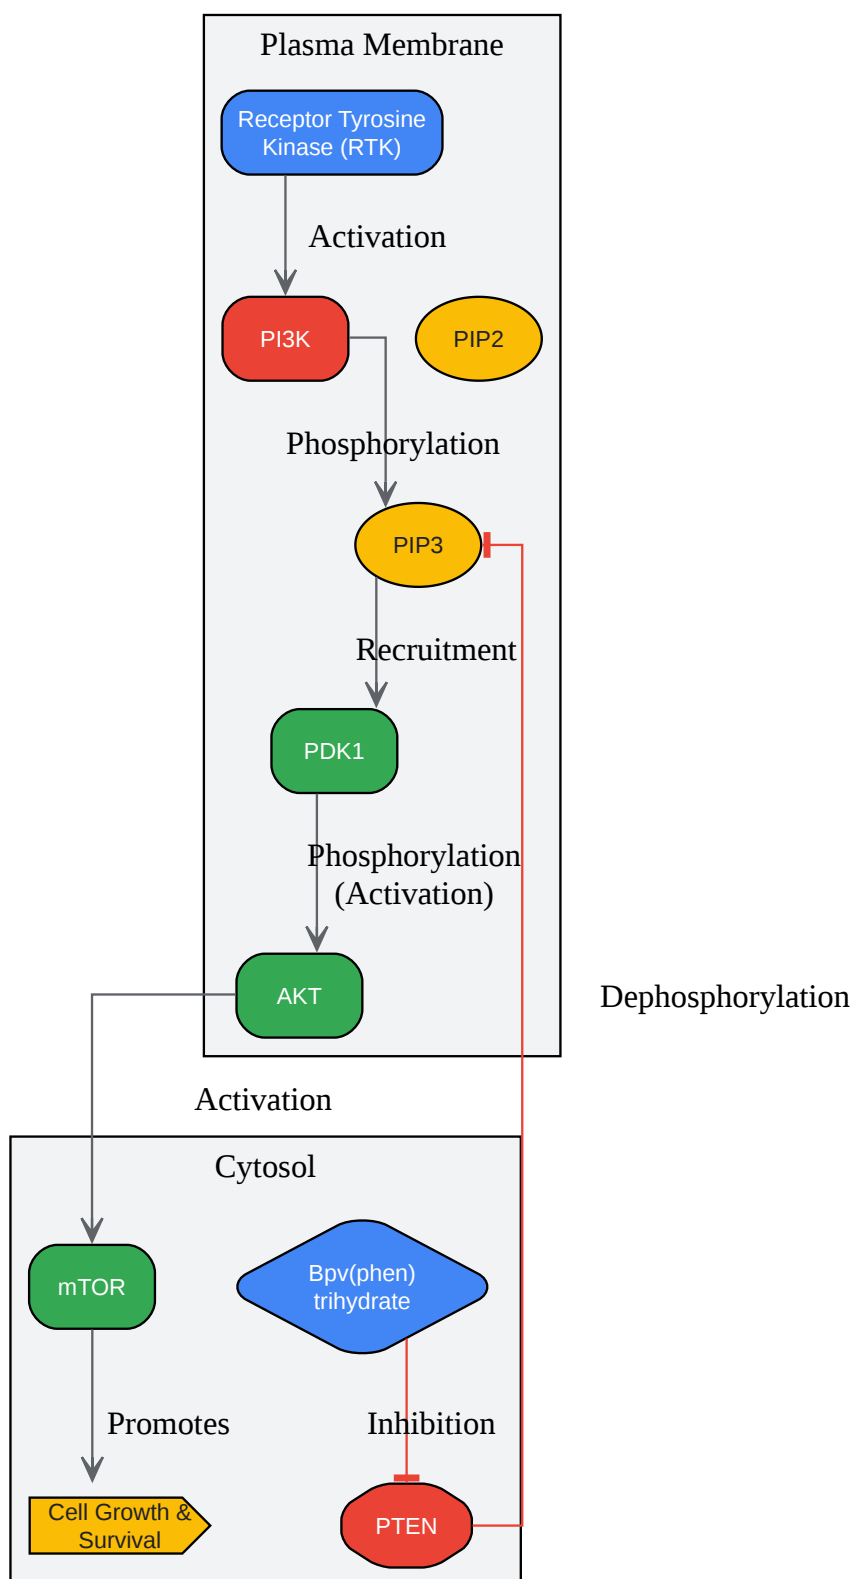 Plasma Membrane
Receptor Tyrosine
Kinase (RTK)
Activation
PI3K
PIP2
Phosphorylation
PIP3
Recruitment
PDK1
Phosphorylation
(Activation)
AKT
Dephosphorylation
Activation
Cytosol
Bpv(phen)
trihydrate
mTOR
Promotes
Inhibition
Cell Growth &
Survival
PTEN